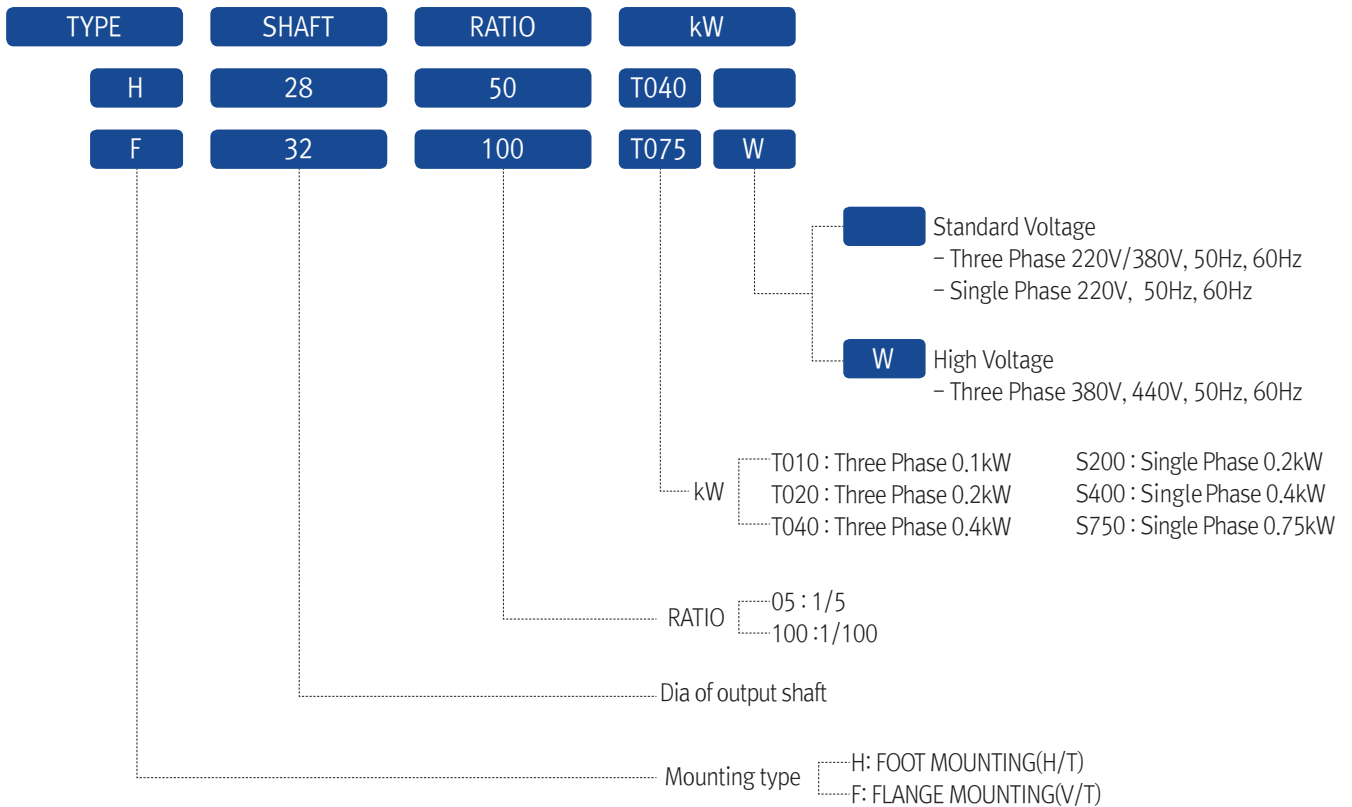 TYPE SHAFT RATIO kW
H 28 50 T040
F 32 100 T075 W
Standard Voltage
– Three Phase 220V/380V, 50Hz, 60Hz
– Single Phase 220V, 50Hz, 60Hz
W High Voltage
– Three Phase 380V, 440V, 50Hz, 60Hz
T010 : Three Phase 0.1kW S200 : Single Phase 0.2kW
kW T020 : Three Phase 0.2kW S400 : Single Phase 0.4kW
T040 : Three Phase 0.4kW S750 : Single Phase 0.75kW
05 : 1/5
RATIO
100 :1/100
Dia of output shaft
H: FOOT MOUNTING(H/T)
Mounting type
F: FLANGE MOUNTING(V/T)